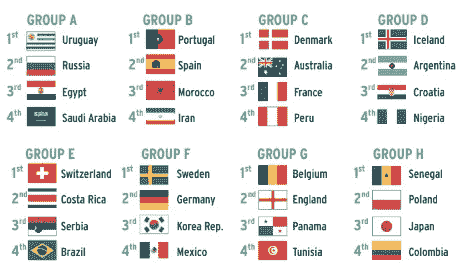 GROUP A
1st Uruguay
2nd Russia
3rd Egypt
4th Saudi Arabia
GROUP B
1st Portugal
2nd Spain
3rd Morocco
4th Iran
GROUP C
1st Denmark
2nd Australia
3rd France
4th Peru
GROUP D
1st Iceland
2nd Argentina
3rd Croatia
4th Nigeria
GROUP E
1st Switzerland
2nd Costa Rica
3rd Serbia
4th Brazil
GROUP F
1st Sweden
2nd Germany
3rd Korea Rep.
4th Mexico
GROUP G
1st Belgium
2nd England
3rd Panama
4th Tunisia
GROUP H
1st Senegal
2nd Poland
3rd Japan
4th Colombia